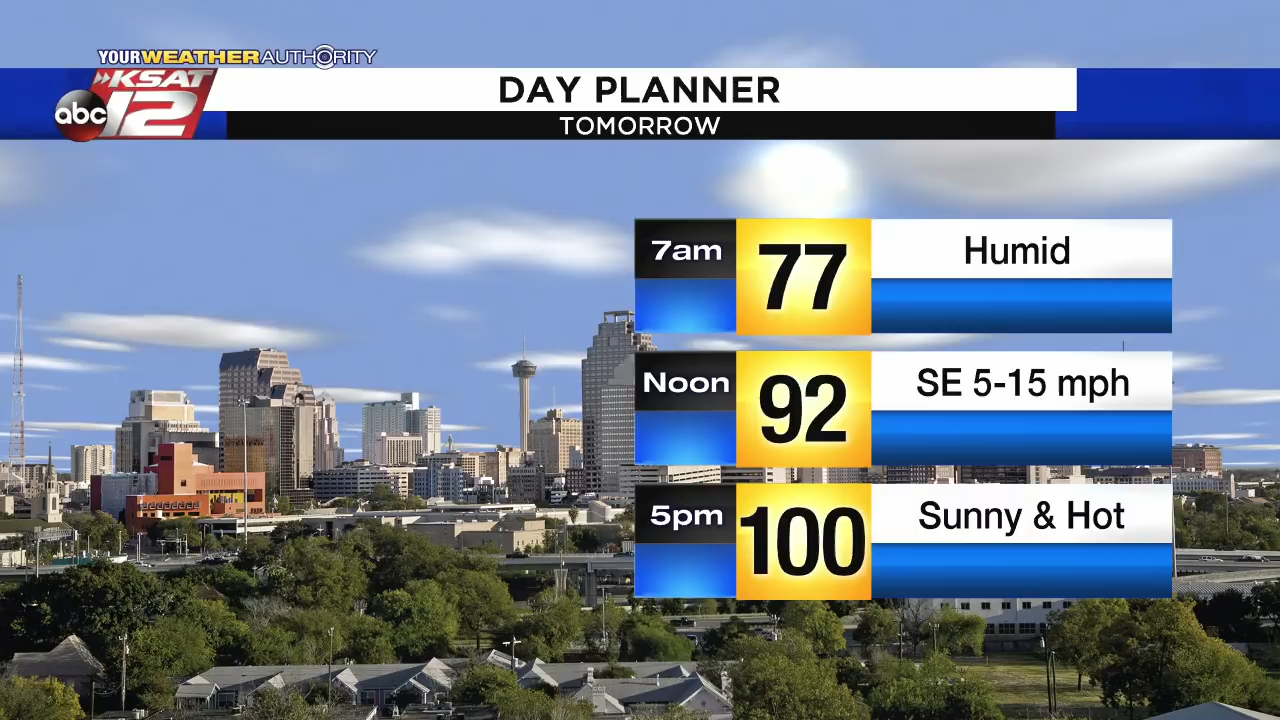 YOURWEATHERAUTHORITY
KSAT
abc 12
DAY PLANNER
TOMORROW
7am 77 Humid
Noon 92 SE 5-15 mph
5pm 100 Sunny & Hot